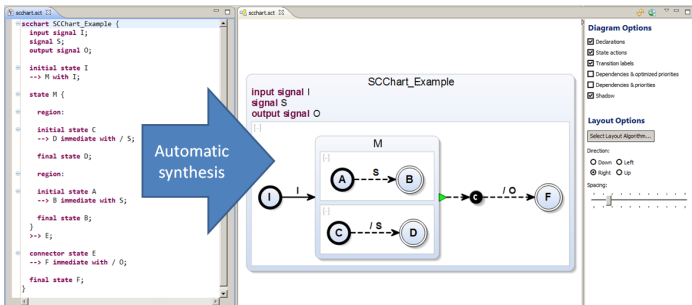 scchart.sct
scchart SCChart_Example {
input signal I;
signal S;
output signal O;
initial state I
--> M with I;
state M {
region:
initial state C
--> D immediate with / S;
final state D;
region:
initial state A
--> B immediate with S;
final state B;
}
>-> E;
connector state E
--> F immediate with / O;
final state F;
}
Automatic
synthesis
scchart.sct
SCChart_Example
input signal I
signal S
output signal O
[-]
M
[-]
A
S
B
I
I
C
/ O
F
[-]
C
/ S
D
Diagram Options
Declarations
State actions
Transition labels
Dependencies & optimized priorities
Dependencies & priorities
Shadow
Layout Options
Select Layout Algorithm...
Direction:
Down Left
Right Up
Spacing: